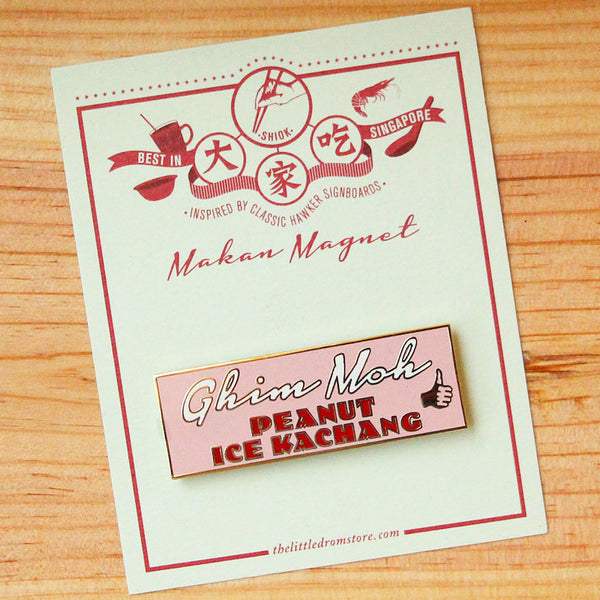 ·SHIOK·
BEST IN
大家吃
SINGAPORE
·INSPIRED BY CLASSIC HAWKER SIGNBOARDS·
Makan Magnet
Ghim Moh
PEANUT
ICE KACHANG
thelittledromstore.com